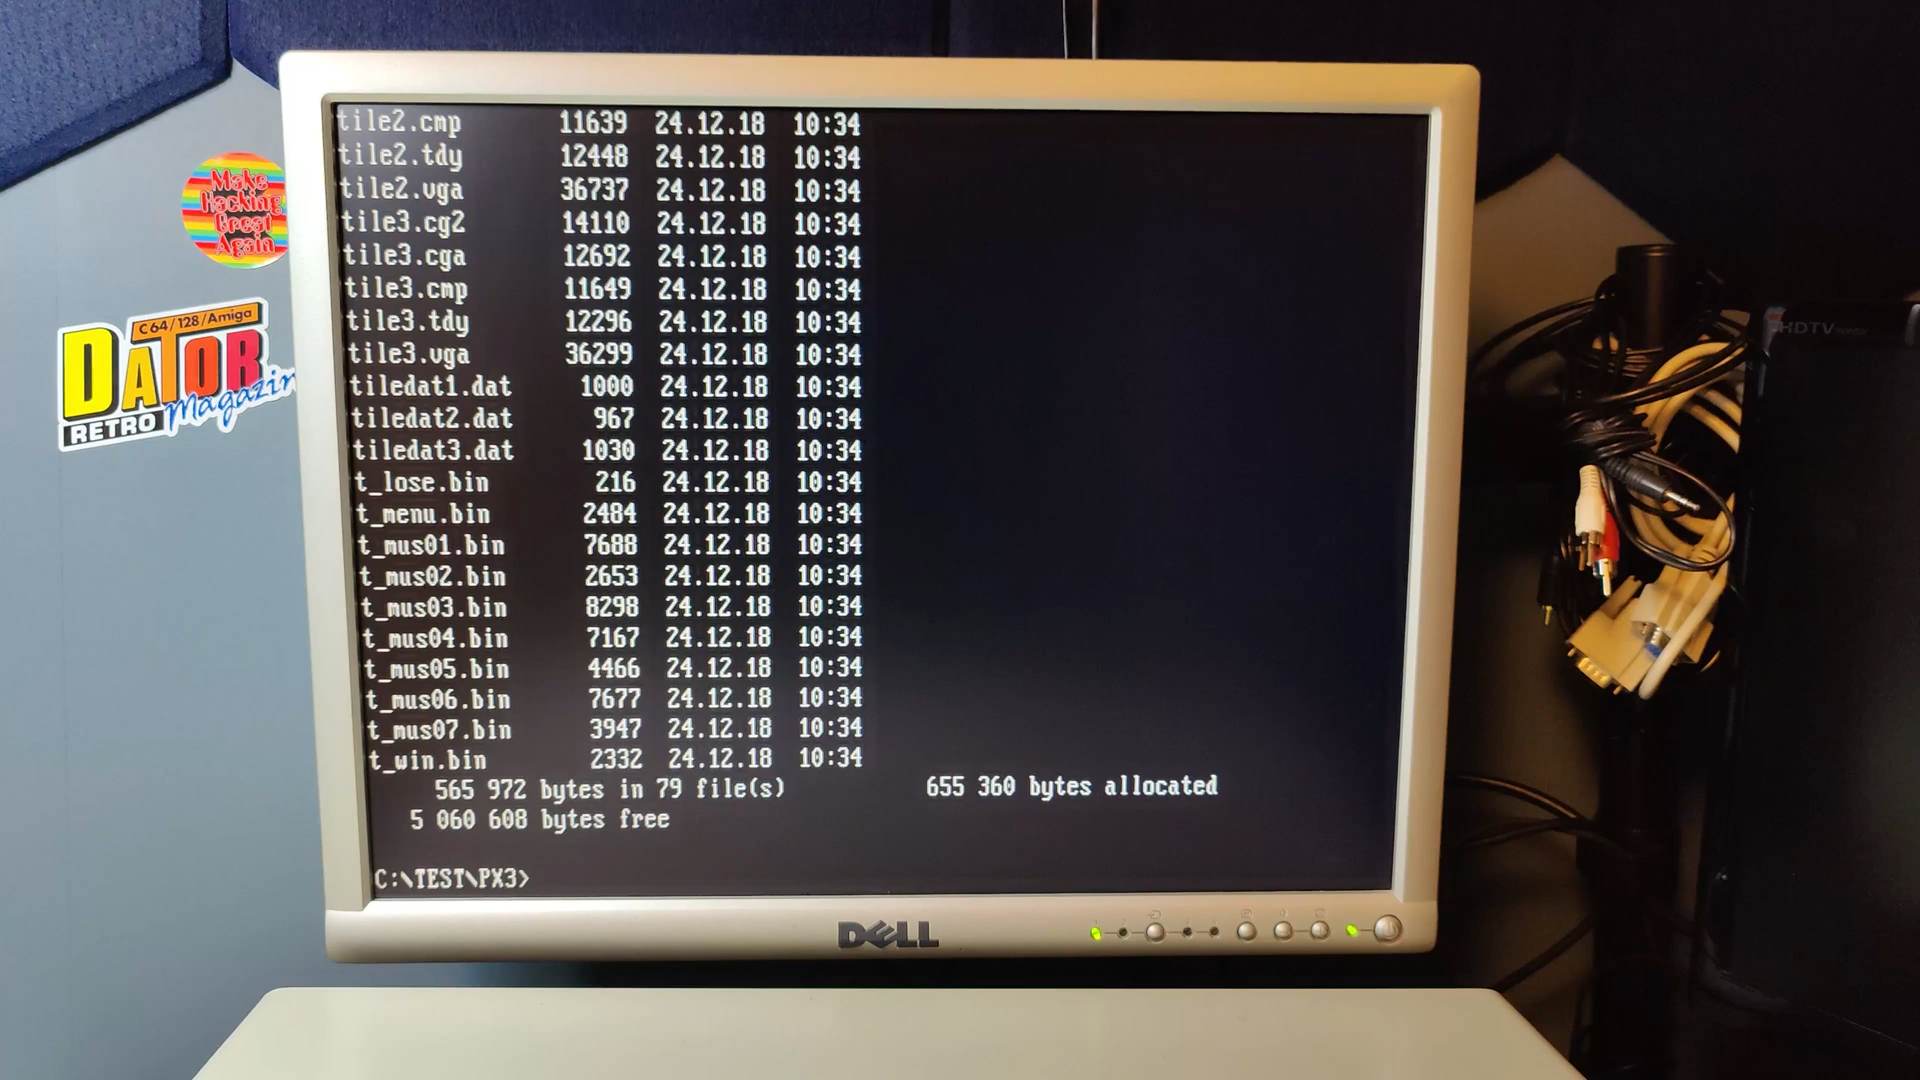 Make
Hacking
Great
Again
C64/128/Amiga
DATOR
RETRO Magazin
tile2.cmp 11639 24.12.18 10:34
tile2.tdy 12448 24.12.18 10:34
tile2.vga 36737 24.12.18 10:34
tile3.cg2 14110 24.12.18 10:34
tile3.cga 12692 24.12.18 10:34
tile3.cmp 11649 24.12.18 10:34
tile3.tdy 12296 24.12.18 10:34
tile3.vga 36299 24.12.18 10:34
tiledat1.dat 1000 24.12.18 10:34
tiledat2.dat 967 24.12.18 10:34
tiledat3.dat 1030 24.12.18 10:34
t_lose.bin 216 24.12.18 10:34
t_menu.bin 2484 24.12.18 10:34
t_mus01.bin 7688 24.12.18 10:34
t_mus02.bin 2653 24.12.18 10:34
t_mus03.bin 8298 24.12.18 10:34
t_mus04.bin 7167 24.12.18 10:34
t_mus05.bin 4466 24.12.18 10:34
t_mus06.bin 7677 24.12.18 10:34
t_mus07.bin 3947 24.12.18 10:34
t_win.bin 2332 24.12.18 10:34
565 972 bytes in 79 file(s) 655 360 bytes allocated
5 060 608 bytes free
C:\TEST\PX3>
DELL
HDTV monitor